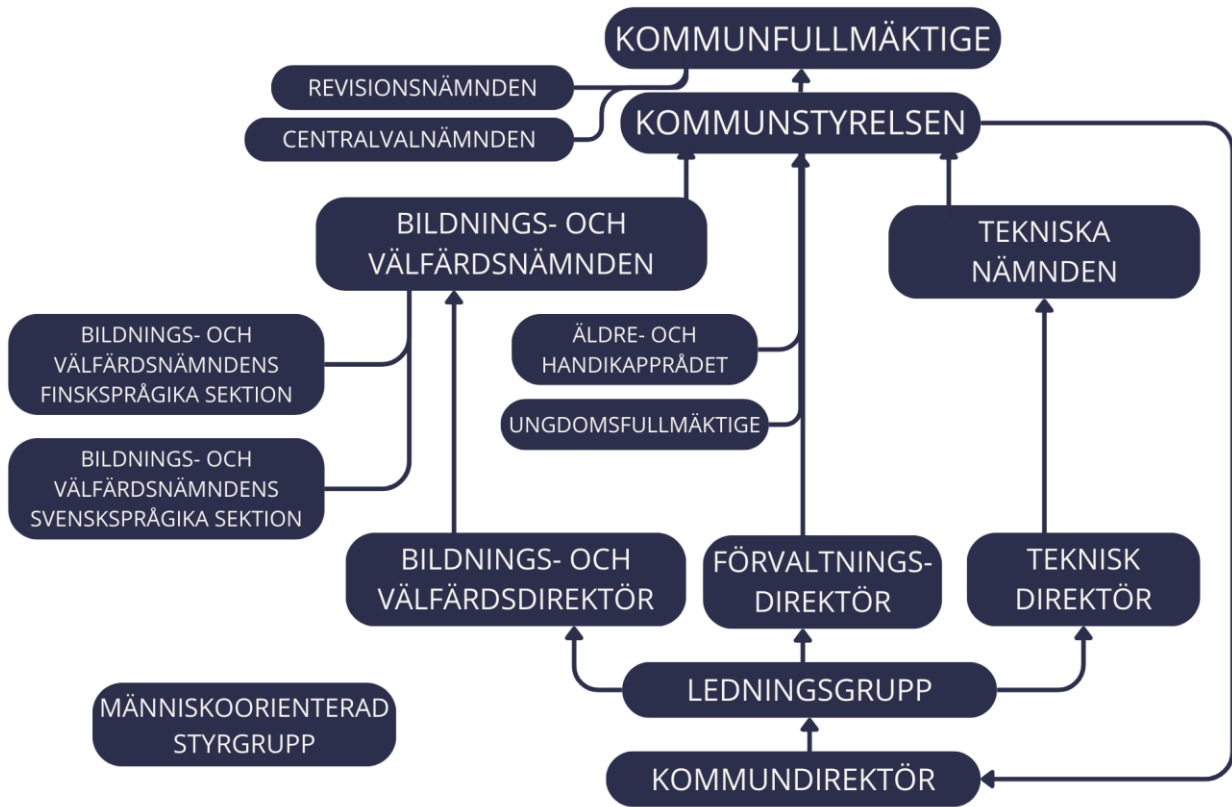 KOMMUNFULLMÄKTIGE
REVISIONSNÄMNDEN
KOMMUNSTYRELSEN
CENTRALVALNÄMNDEN
BILDNINGS- OCH
VÄLFÄRDSNÄMNDEN
TEKNISKA
NÄMNDEN
BILDNINGS- OCH
VÄLFÄRDSNÄMNDENS
FINSKSPRÅGIKA SEKTION
ÄLDRE- OCH
HANDIKAPPRÅDET
UNGDOMSFULLMÄKTIGE
BILDNINGS- OCH
VÄLFÄRDSNÄMNDENS
SVENSKSPRÅGIKA SEKTION
BILDNINGS- OCH
VÄLFÄRDSDIREKTÖR
FÖRVALTNINGS-
DIREKTÖR
TEKNISK
DIREKTÖR
LEDNINGSGRUPP
MÄNNISKOORIENTERAD
STYRGRUPP
KOMMUNDIREKTÖR